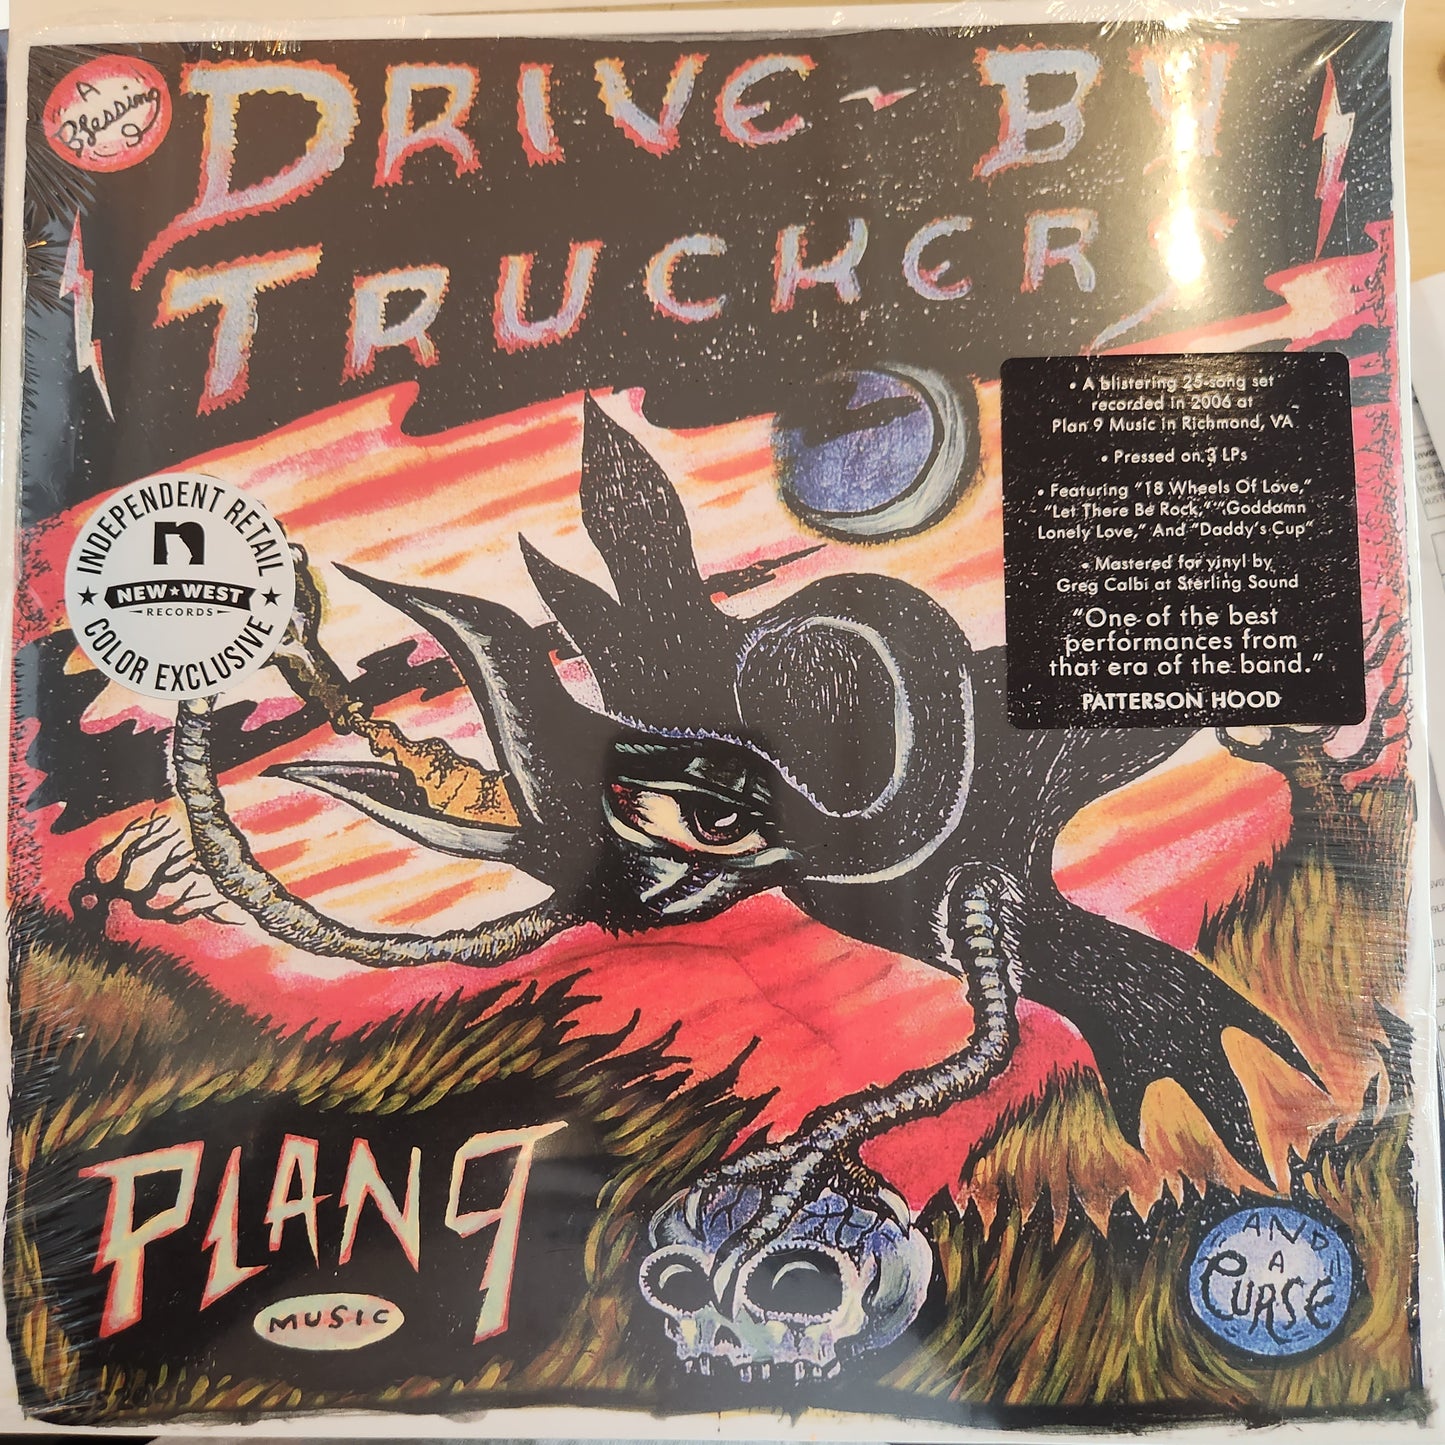 A
Blessing
DRIVE-BY
TRUCKERS
• A blistering 25-song set
recorded in 2006 at
Plan 9 Music in Richmond, VA
• Pressed on 3 LPs
• Featuring "18 Wheels Of Love,"
"Let There Be Rock," "Goddamn
Lonely Love," And "Daddy's Cup"
• Mastered for vinyl by
Greg Calbi at Sterling Sound
"One of the best
performances from
that era of the band."
PATTERSON HOOD
INDEPENDENT RETAIL
n
NEW★WEST
RECORDS
★ ★
COLOR EXCLUSIVE
PLAN 9
MUSIC
AND
A
CURSE